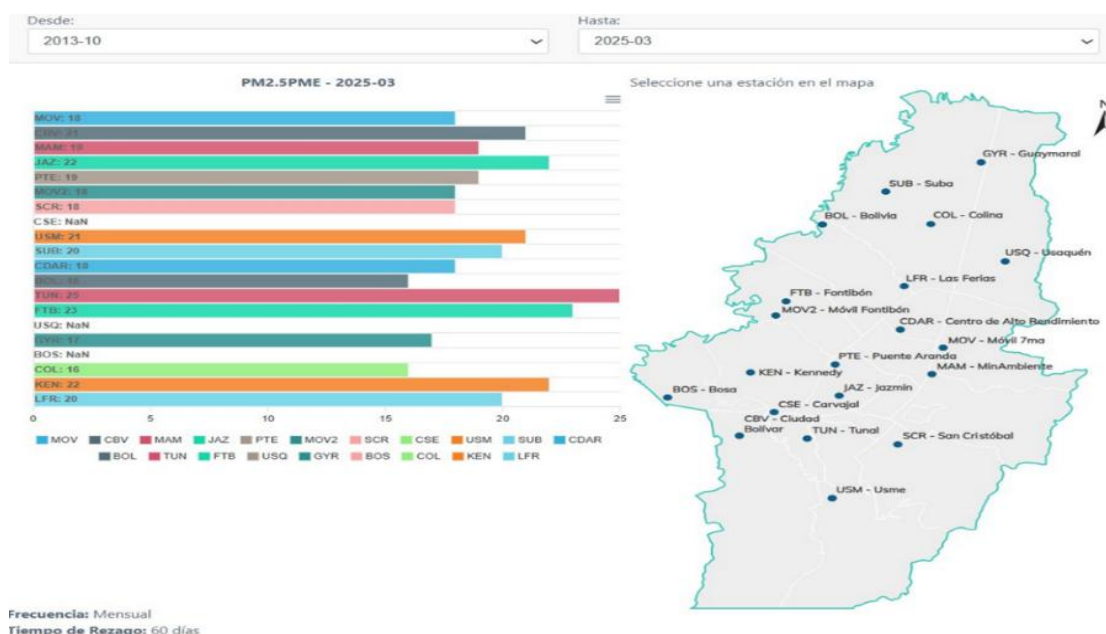 Desde:
Hasta:
2013-10
2025-03
PM2.5PME - 2025-03
Seleccione una estación en el mapa
MOV: 18
CBV: 21
MAM: 19
JAZ: 22
PTE: 19
MOV2: 18
SCR: 18
CSE: NaN
USM: 21
SUB: 20
CDAR: 18
BOL: 16
TUN: 25
FTB: 23
USQ: NaN
GYR: 17
BOS: NaN
COL: 16
KEN: 22
LFR: 20
0 5 10 15 20 25
MOV CBV MAM JAZ PTE MOV2 SCR CSE USM SUB CDAR
BOL TUN FTB USQ GYR BOS COL KEN LFR
N
GYR - Guaymaral
SUB - Suba
BOL - Bolivia
COL - Colina
USQ - Usaquén
LFR - Las Ferias
FTB - Fontibón
MOV2 - Móvil Fontibón
CDAR - Centro de Alto Rendimiento
MOV - Móvil 7ma
PTE - Puente Aranda
KEN - Kennedy
MAM - MinAmbiente
BOS - Bosa
JAZ - Jazmin
CSE - Carvajal
CBV - Ciudad
Bolívar
TUN - Tunal
SCR - San Cristóbal
USM - Usme
Frecuencia: Mensual
Tiempo de Rezago: 60 días